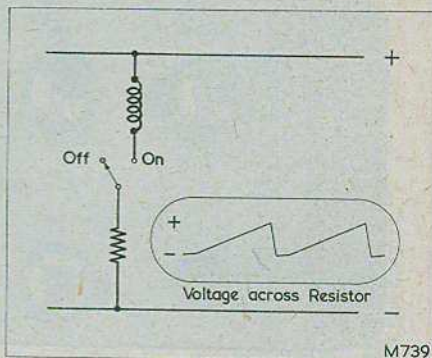 +
Off On
+
-
Voltage across Resistor
-
M739